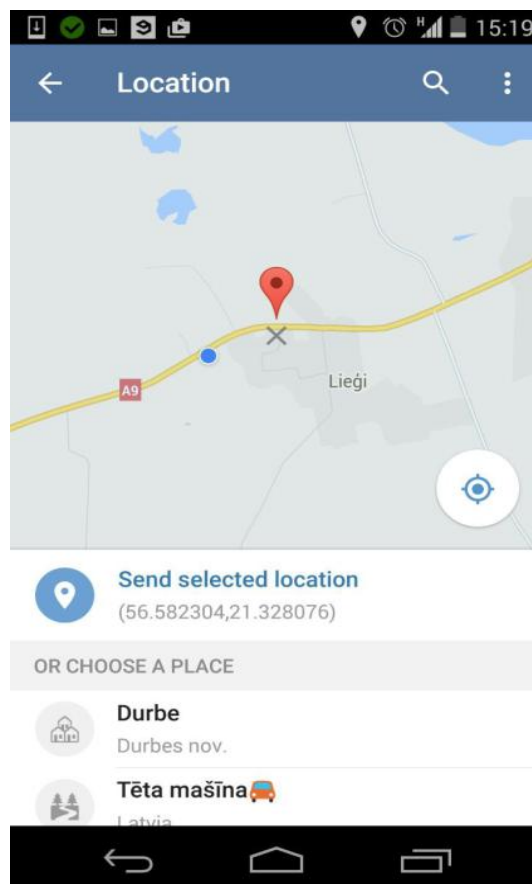 15:19
Location
A9
Lieģi
Send selected location
(56.582304,21.328076)
OR CHOOSE A PLACE
Durbe
Durbes nov.
Tēta mašīna🚘
Latvia